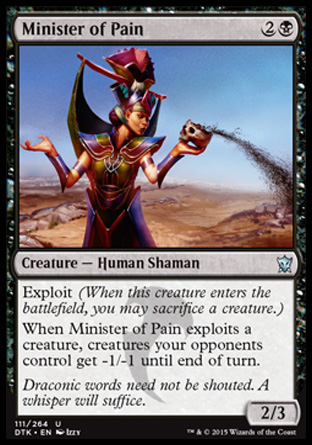 Minister of Pain 2
Creature — Human Shaman
Exploit (When this creature enters the
battlefield, you may sacrifice a creature.)
When Minister of Pain exploits a
creature, creatures your opponents
control get -1/-1 until end of turn.
Draconic words need not be shouted. A
whisper will suffice.
2/3
111/264 U
DTK • EN Izzy ™ & © 2015 Wizards of the Coast